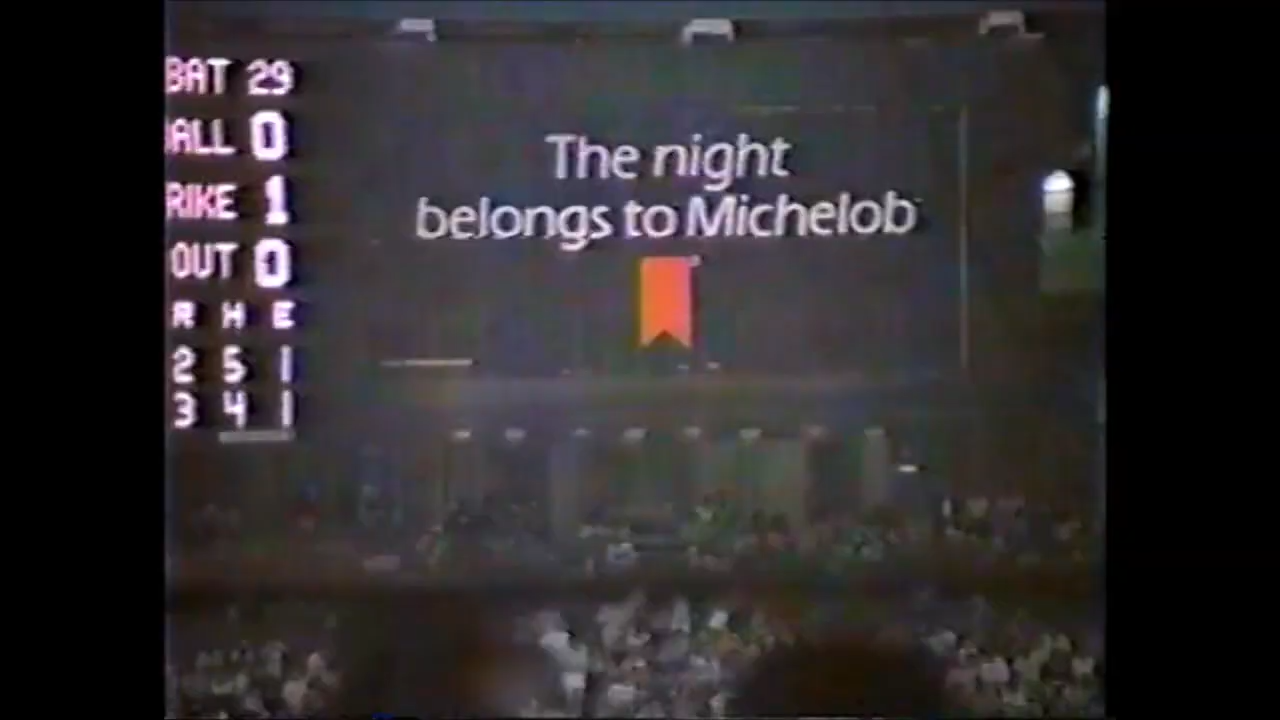 BAT 29
ALL 0
RIKE 1
OUT 0
R H E
2 5 1
3 4 1
The night
belongs to Michelob